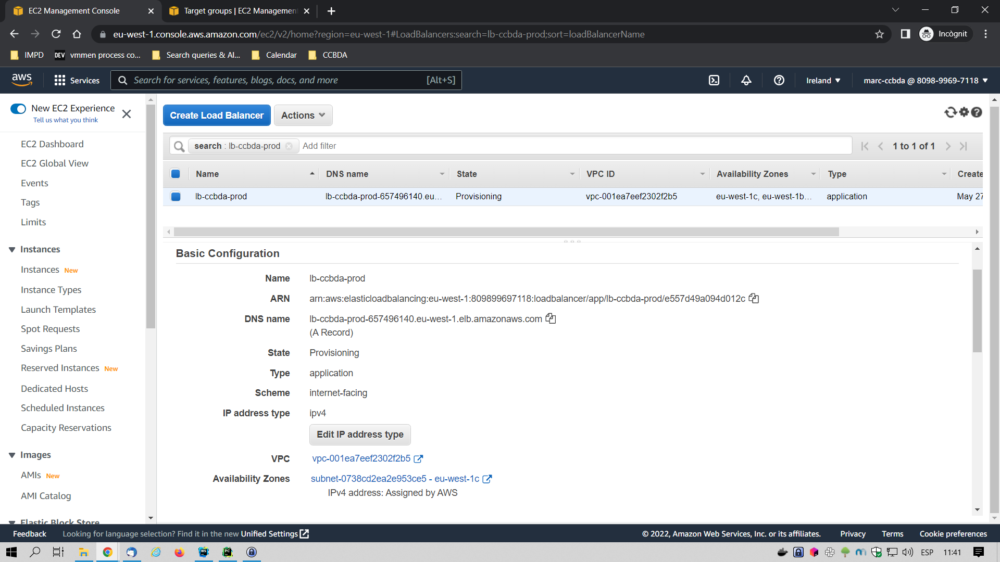 EC2 Management Console
Target groups | EC2 Management
eu-west-1.console.aws.amazon.com/ec2/v2/home?region=eu-west-1#LoadBalancers:search=lb-ccbda-prod;sort=loadBalancerName
Incògnit
IMPD
DEV vmmen process co...
Search queries & Al...
Calendar
CCBDA
aws
Services
Search for services, features, blogs, docs, and more
[Alt+S]
Ireland
marc-ccbda @ 8098-9969-7118
New EC2 Experience
Tell us what you think
EC2 Dashboard
EC2 Global View
Events
Tags
Limits
Instances
Instances New
Instance Types
Launch Templates
Spot Requests
Savings Plans
Reserved Instances New
Dedicated Hosts
Scheduled Instances
Capacity Reservations
Images
AMIs New
AMI Catalog
Elastic Block Store
Create Load Balancer
Actions
search : lb-ccbda-prod
Add filter
1 to 1 of 1
Name DNS name State VPC ID Availability Zones Type Create
lb-ccbda-prod lb-ccbda-prod-657496140.eu... Provisioning vpc-001ea7eef2302f2b5 eu-west-1c, eu-west-1b... application May 27
Basic Configuration
Name lb-ccbda-prod
ARN arn:aws:elasticloadbalancing:eu-west-1:809899697118:loadbalancer/app/lb-ccbda-prod/e557d49a094d012c
DNS name lb-ccbda-prod-657496140.eu-west-1.elb.amazonaws.com
(A Record)
State Provisioning
Type application
Scheme internet-facing
IP address type ipv4
Edit IP address type
VPC vpc-001ea7eef2302f2b5
Availability Zones subnet-0738cd2ea2e953ce5 - eu-west-1c
IPv4 address: Assigned by AWS
Feedback
Looking for language selection? Find it in the new Unified Settings
© 2022, Amazon Web Services, Inc. or its affiliates.
Privacy
Terms
Cookie preferences
WS
PC
ESP
11:41